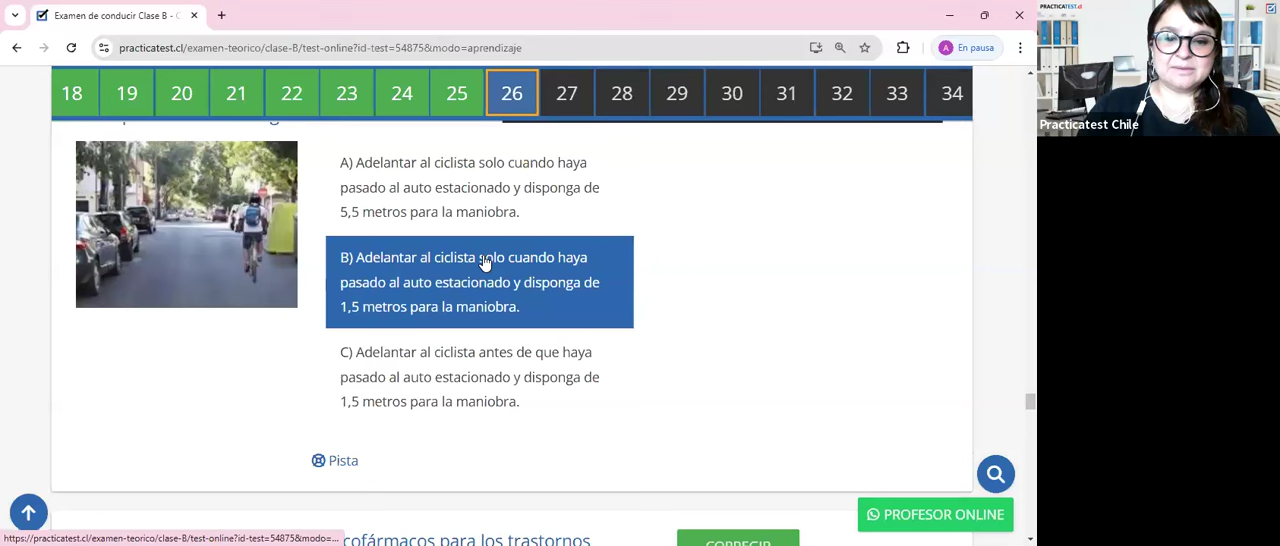 Examen de conducir Clase B - C
practicatest.cl/examen-teorico/clase-B/test-online?id-test=54875&modo=aprendizaje
A
En pausa
PRACTICATEST.cl
Practicatest Chile
18 19 20 21 22 23 24 25 26 27 28 29 30 31 32 33 34
A) Adelantar al ciclista solo cuando haya
pasado al auto estacionado y disponga de
5,5 metros para la maniobra.
B) Adelantar al ciclista solo cuando haya
pasado al auto estacionado y disponga de
1,5 metros para la maniobra.
C) Adelantar al ciclista antes de que haya
pasado al auto estacionado y disponga de
1,5 metros para la maniobra.
Pista
PROFESOR ONLINE
https://practicatest.cl/examen-teorico/clase-B/test-online?id-test=54875&modo=...
cofármacos para los trastornos
CORREGIR